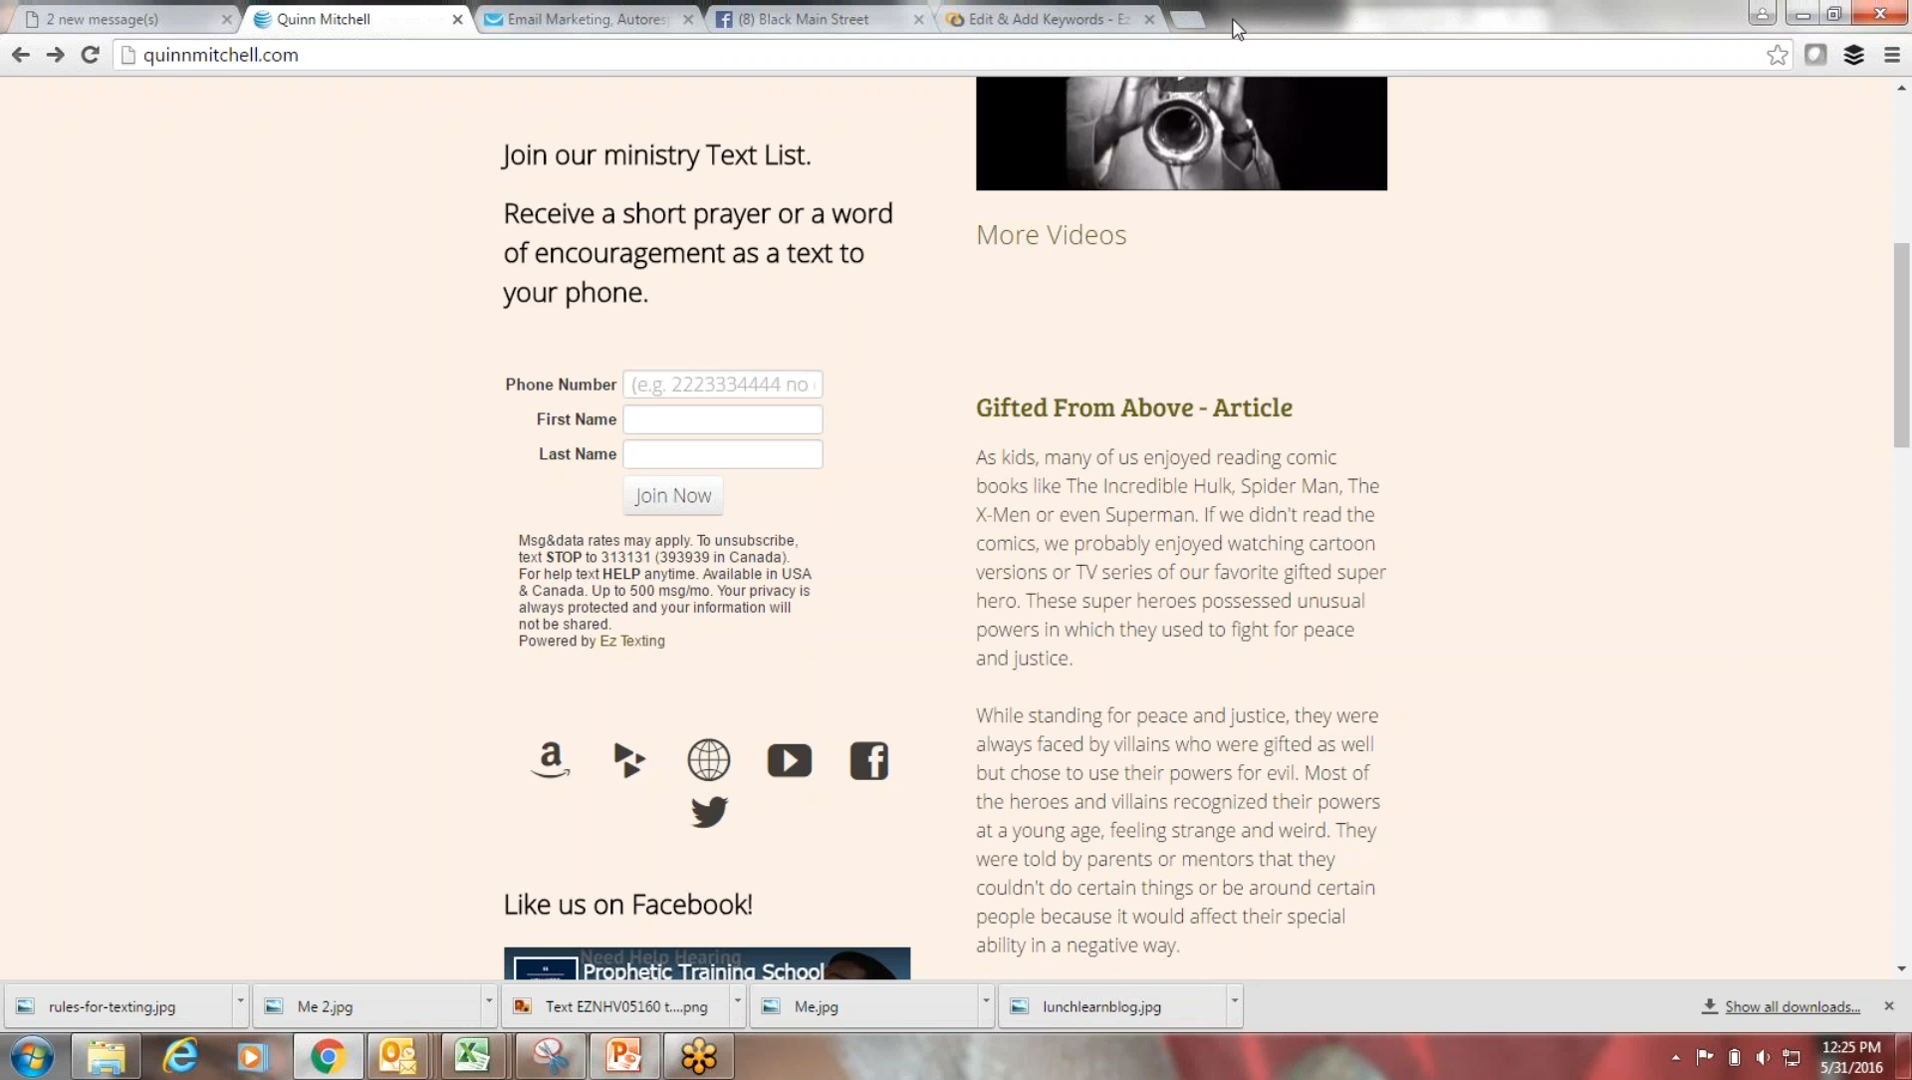 2 new message(s)
Quinn Mitchell
Email Marketing, Autores
(8) Black Main Street
Edit & Add Keywords - Ez
quinnmitchell.com
Join our ministry Text List.
Receive a short prayer or a word
of encouragement as a text to
your phone.
Phone Number (e.g. 2223334444 no
First Name
Last Name
Join Now
Msg&data rates may apply. To unsubscribe,
text STOP to 313131 (393939 in Canada).
For help text HELP anytime. Available in USA
& Canada. Up to 500 msg/mo. Your privacy is
always protected and your information will
not be shared.
Powered by Ez Texting
a
f
Like us on Facebook!
Need Help Hearing
Prophetic Training School
More Videos
Gifted From Above - Article
As kids, many of us enjoyed reading comic
books like The Incredible Hulk, Spider Man, The
X-Men or even Superman. If we didn't read the
comics, we probably enjoyed watching cartoon
versions or TV series of our favorite gifted super
hero. These super heroes possessed unusual
powers in which they used to fight for peace
and justice.
While standing for peace and justice, they were
always faced by villains who were gifted as well
but chose to use their powers for evil. Most of
the heroes and villains recognized their powers
at a young age, feeling strange and weird. They
were told by parents or mentors that they
couldn't do certain things or be around certain
people because it would affect their special
ability in a negative way.
rules-for-texting.jpg
Me 2.jpg
Text EZNHV05160 t....png
Me.jpg
lunchlearnblog.jpg
Show all downloads...
12:25 PM
5/31/2016